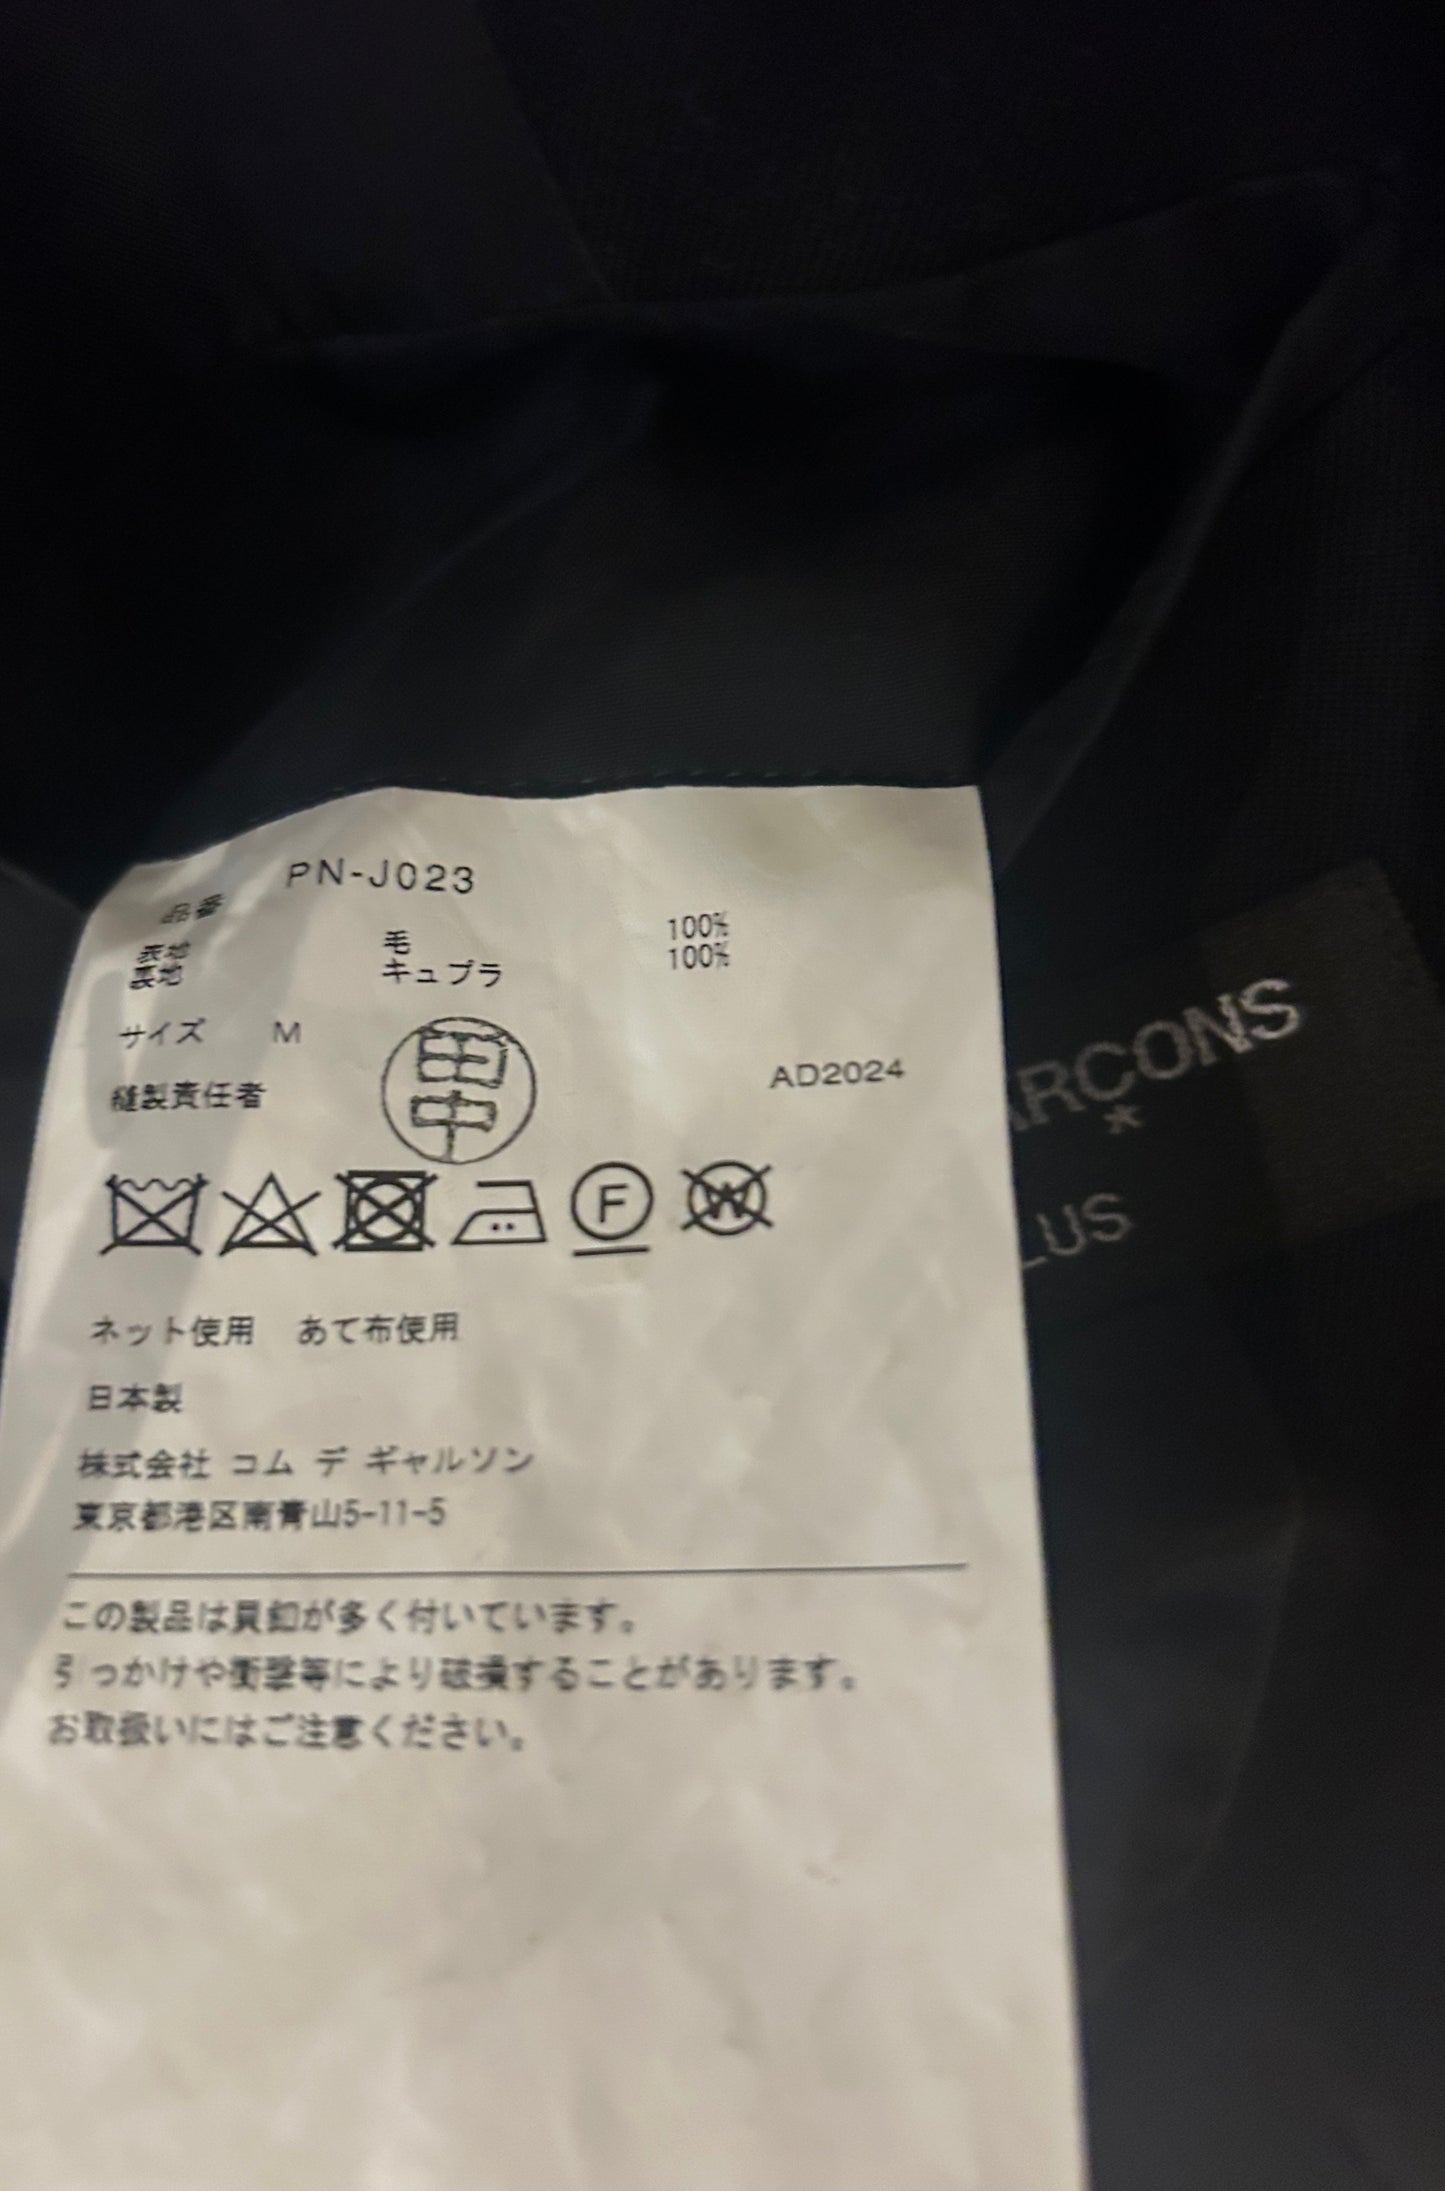 品番 PN-J023
表地 毛 100%
裏地 キュプラ 100%
サイズ M
縫製責任者 田中 AD2024
F W
ネット使用 あて布使用
日本製
株式会社 コム デ ギャルソン
東京都港区南青山5-11-5
この製品は貝釦が多く付いています。
引っかけや衝撃等により破損することがあります。
お取扱いにはご注意ください。
ARCONS
LUS